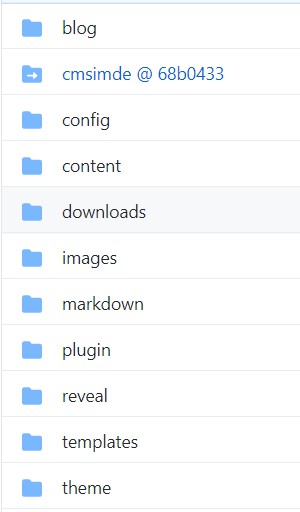 blog
cmsimde @ 68b0433
config
content
downloads
images
markdown
plugin
reveal
templates
theme